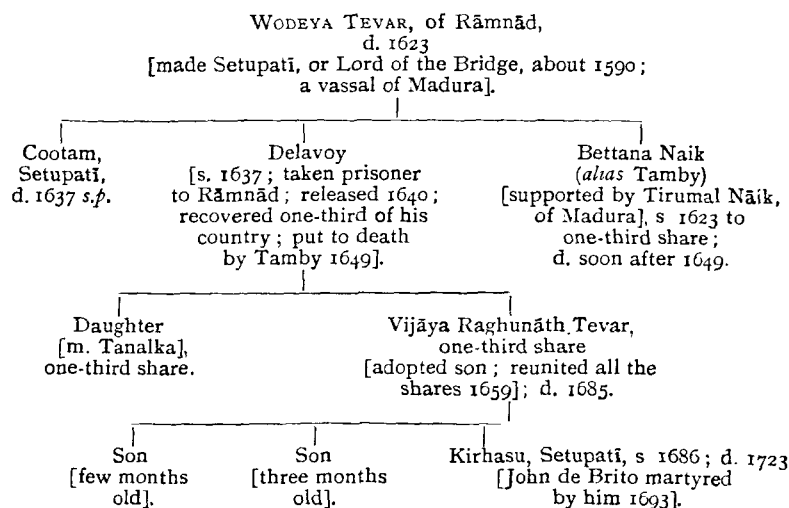 WODEYA TEVAR, of Rāmnād,
d. 1623
[made Setupatī, or Lord of the Bridge, about 1590;
a vassal of Madura].
Cootam,
Setupatī,
d. 1637 s.p.
Delavoy
[s. 1637; taken prisoner
to Rāmnād; released 1640;
recovered one-third of his
country; put to death
by Tamby 1649].
Bettana Naik
(alias Tamby)
[supported by Tirumal Nāik,
of Madura], s 1623 to
one-third share;
d. soon after 1649.
Daughter
[m. Tanalka],
one-third share.
Vijāya Raghunāth Tevar,
one-third share
[adopted son; reunited all the
shares 1659]; d. 1685.
Son
[few months
old].
Son
[three months
old].
Kirhasu, Setupatī, s 1686; d. 1723
[John de Brito martyred
by him 1693].